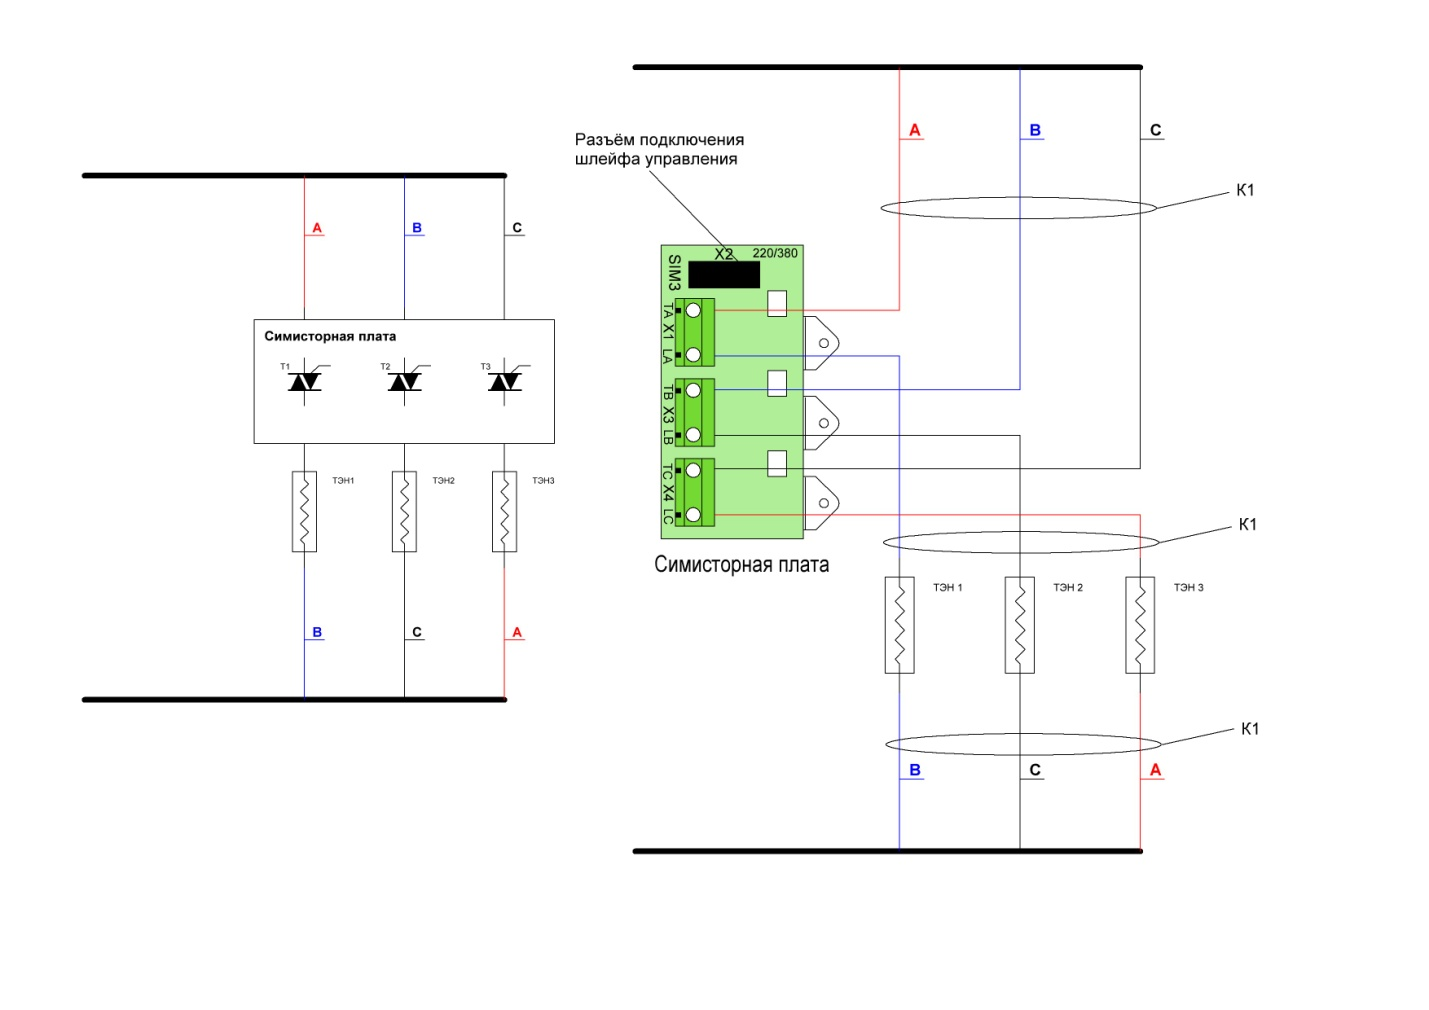 A
B
C
Симисторная плата
T1
T2
T3
ТЭН1
ТЭН2
ТЭН3
B
C
A
A
B
C
K1
Разъём подключения
шлейфа управления
X2
220/380
SIM3
TA X1 LA
TB X3 LB
TC X4 LC
Симисторная плата
K1
ТЭН 1
ТЭН 2
ТЭН 3
K1
B
C
A